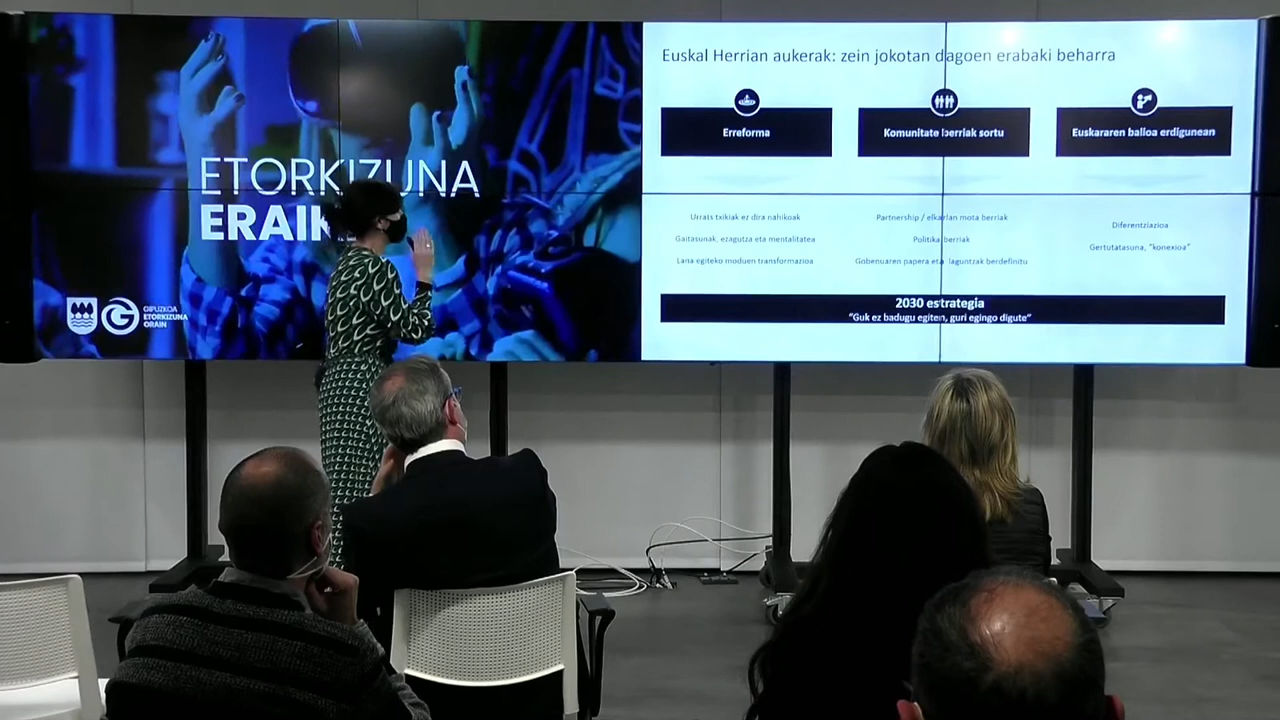 ETORKIZUNA
ERAIK
GIPUZKOA
ETORKIZUNA
ORAIN
Euskal Herrian aukerak: zein jokotan dagoen erabaki beharra
Erreforma
Urrats txikiak ez dira nahikoak
Gaitasunak, ezagutza eta mentalitatea
Lana egiteko moduen transformazioa
Komunitate berriak sortu
Partnership / elkarlan mota berriak
Politika berriak
Gobenuaren papera eta laguntzak berdefinitu
Euskararen balioa erdigunean
Diferentziazioa
Gertutatasuna, "konexioa"
2030 estrategia
"Guk ez badugu egiten, guri egingo digute"